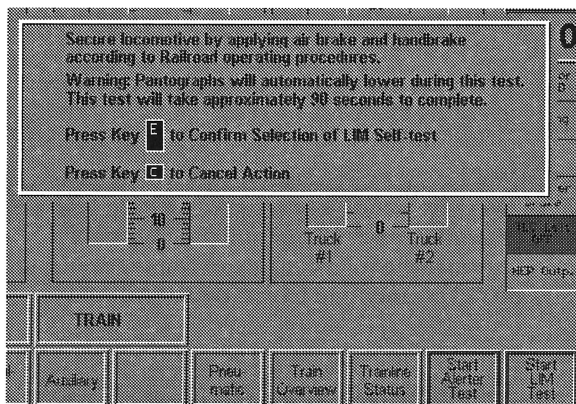 Secure locomotive by applying air brake and handbrake
according to Railroad operating procedures.
Warning: Pantographs will automatically lower during this test.
This test will take approximately 90 seconds to complete.
Press Key E to Confirm Selection of LIM Self-test
Press Key C to Cancel Action
10
0
Truck
#1
0
Truck
#2
HEP Outp.
TRAIN
Auxiliary
Pneu-
matic
Train
Overview
Trainline
Status
Start
Alerter
Test
Start
LIM
Test